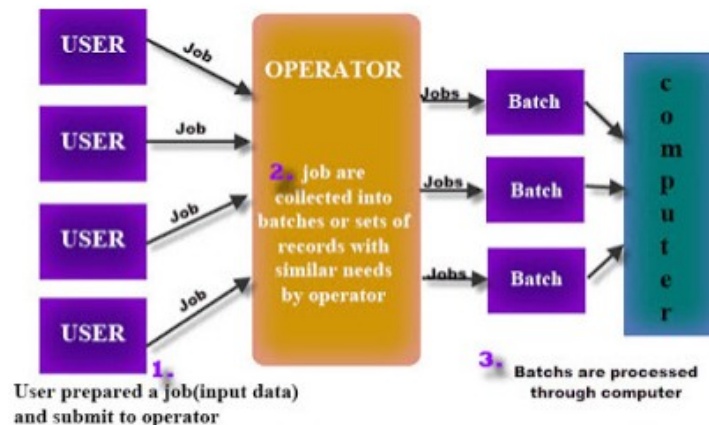 USER
Job
USER
Job
USER
Job
USER
Job
1.
User prepared a job(input data)
and submit to operator
OPERATOR
2. job are
collected into
batches or sets of
records with
similar needs
by operator
Jobs
Batch
Jobs
Batch
Jobs
Batch
computer
3. Batchs are processed
through computer